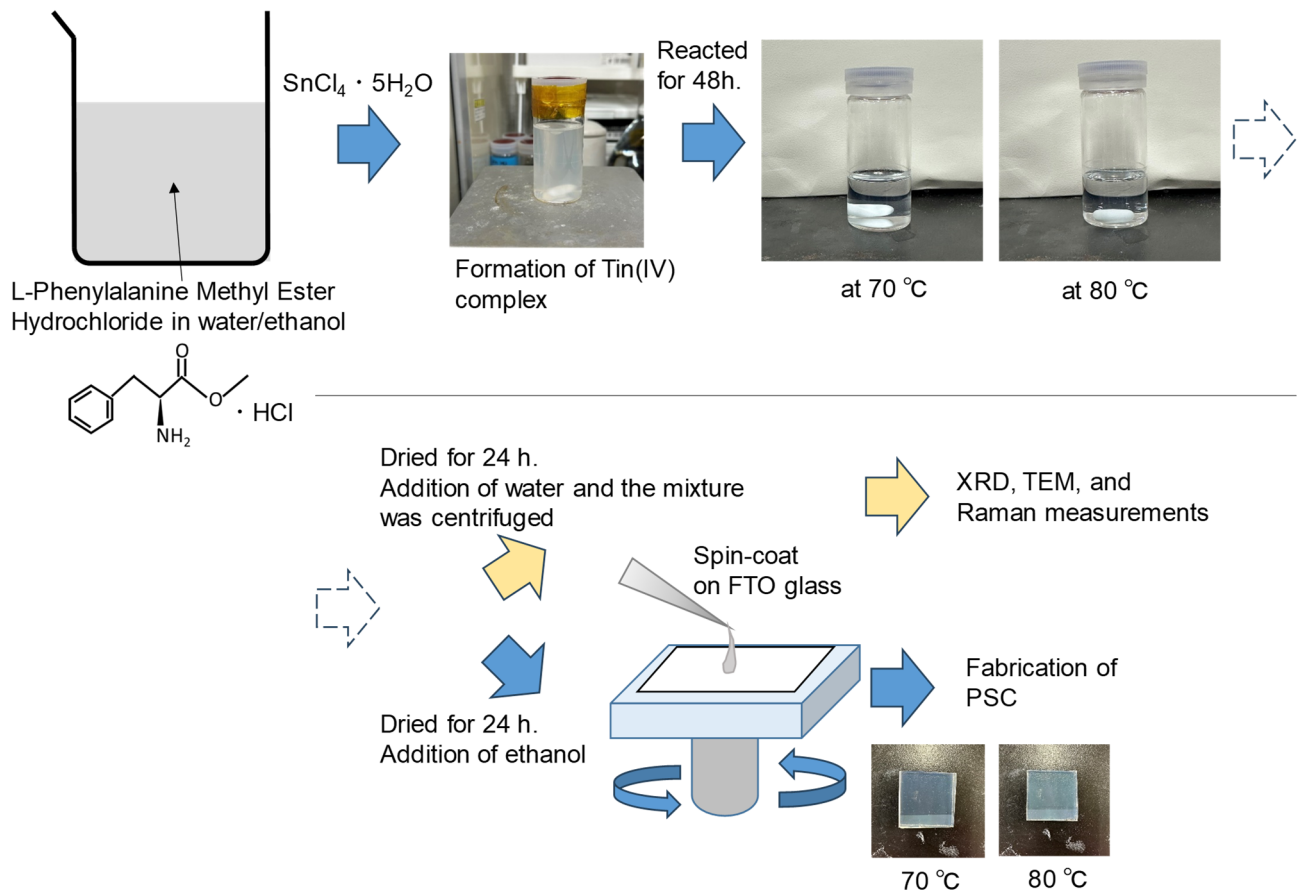 SnCl₄・5H₂O
Reacted
for 48h.
Formation of Tin(IV)
complex
at 70 ℃
at 80 ℃
L-Phenylalanine Methyl Ester
Hydrochloride in water/ethanol
O
O
・ HCl
NH₂
Dried for 24 h.
Addition of water and the mixture
was centrifuged
XRD, TEM, and
Raman measurements
Spin-coat
on FTO glass
Dried for 24 h.
Addition of ethanol
Fabrication of
PSC
70 ℃
80 ℃